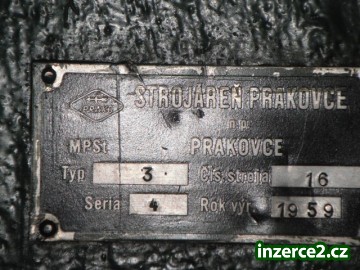 STROJÁREŇ PRAKOVCE
n.p.
MPSt. PRAKOVCE
Typ 3 Čís. stroja 16
Seria 4 Rok výr. 1959
inzerce2.cz